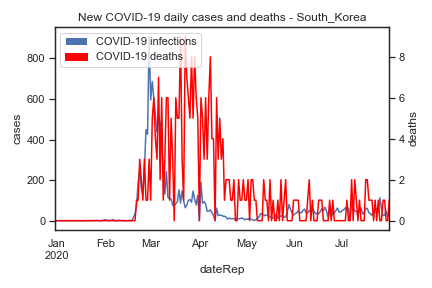 New COVID-19 daily cases and deaths - South_Korea
COVID-19 infections
COVID-19 deaths
800
600
400
200
0
cases
8
6
4
2
0
deaths
Jan Feb Mar Apr May Jun Jul
2020
dateRep